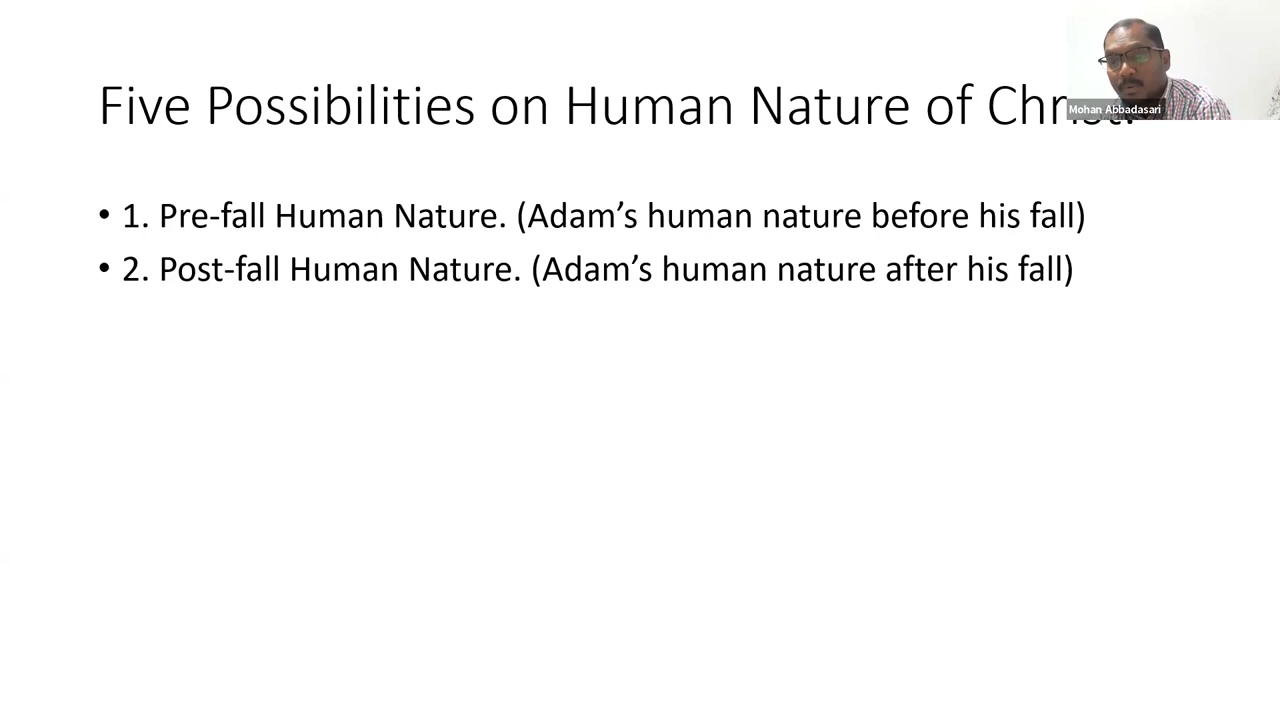 Five Possibilities on Human Nature of Christ.
Mohan Abbadasari
• 1. Pre-fall Human Nature. (Adam’s human nature before his fall)
• 2. Post-fall Human Nature. (Adam’s human nature after his fall)